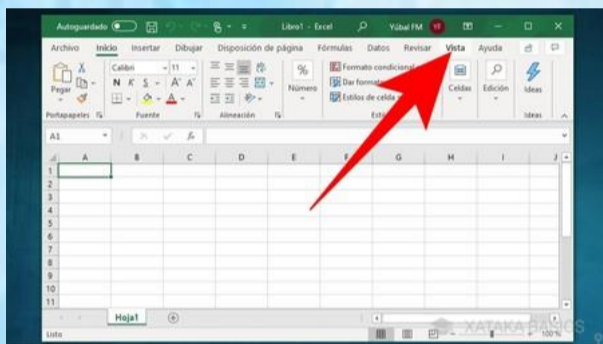 Autoguardado Libro1 - Excel Yúbal FM YF
Archivo Inicio Insertar Dibujar Disposición de página Fórmulas Datos Revisar Vista Ayuda
Pegar Calibri 11 A^ A˅ % Formato condicional
N K S A Número Dar formato Celdas Edición Ideas
Estilos de celda
Portapapeles Fuente Alineación Ideas
A1 fx
A B C D E F G H I J
1
2
3
4
5
6
7
8
9
10
11
Hoja1
Listo 100 %
XATAKA BASICS